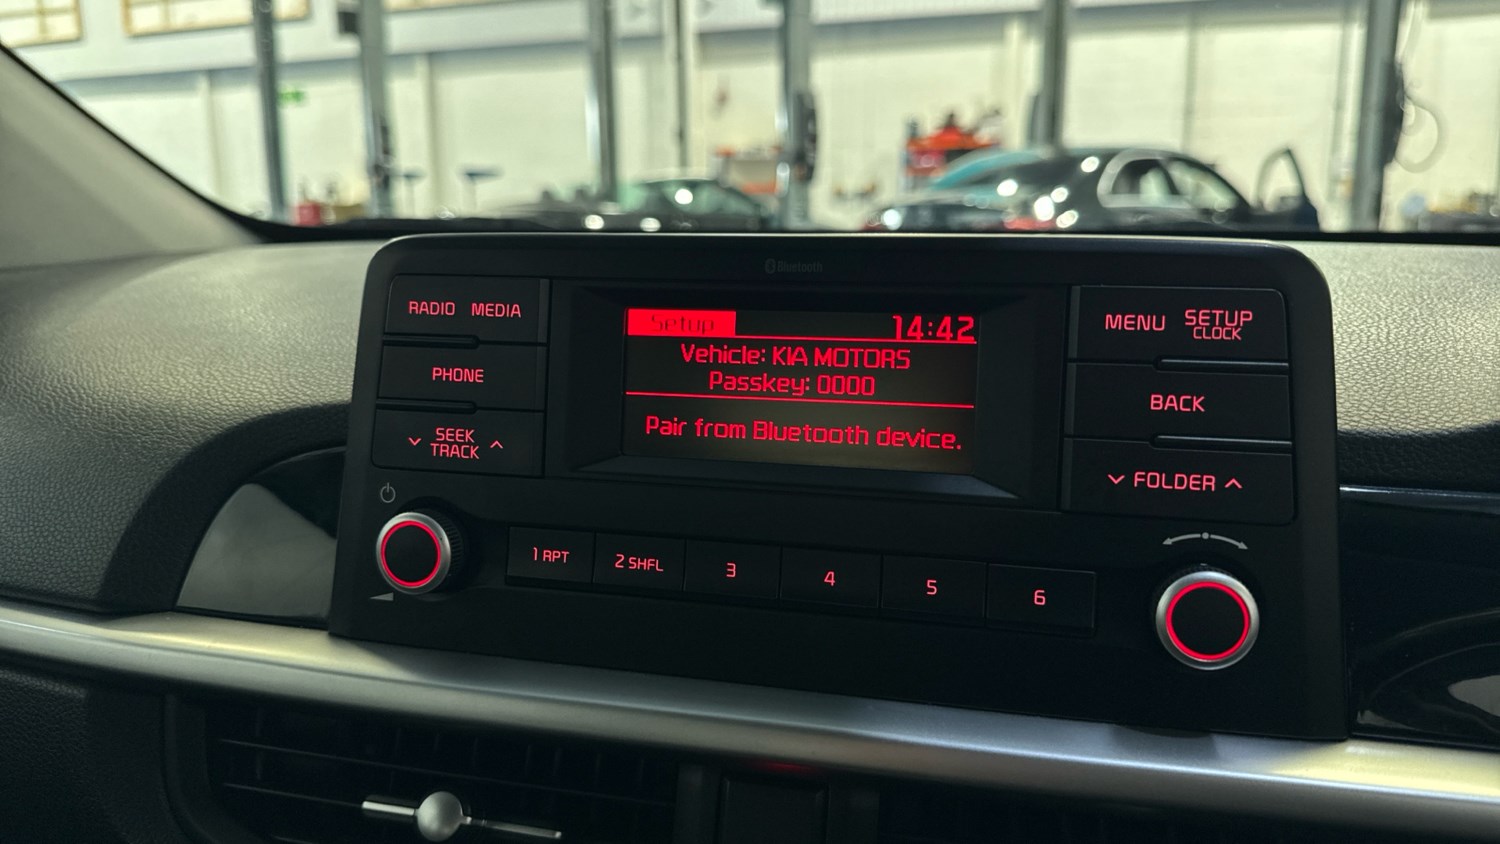 Bluetooth
RADIO MEDIA
PHONE
SEEK
TRACK
Setup 14:42
Vehicle: KIA MOTORS
Passkey: 0000
Pair from Bluetooth device.
MENU SETUP
CLOCK
BACK
FOLDER
1 RPT 2 SHFL 3 4 5 6